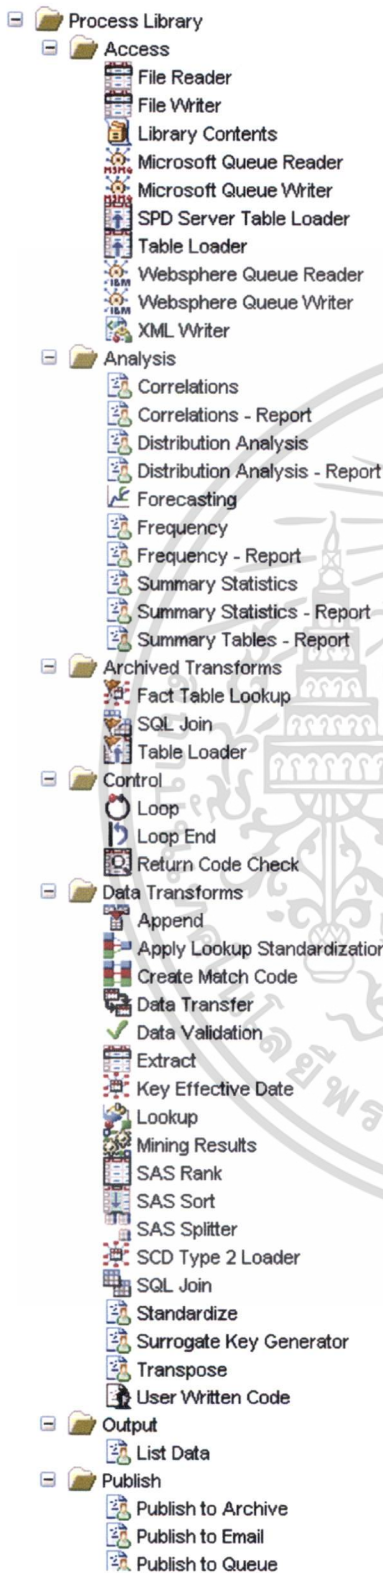 Process Library
Access
File Reader
File Writer
Library Contents
Microsoft Queue Reader
Microsoft Queue Writer
SPD Server Table Loader
Table Loader
Websphere Queue Reader
Websphere Queue Writer
XML Writer
Analysis
Correlations
Correlations - Report
Distribution Analysis
Distribution Analysis - Report
Forecasting
Frequency
Frequency - Report
Summary Statistics
Summary Statistics - Report
Summary Tables - Report
Archived Transforms
Fact Table Lookup
SQL Join
Table Loader
Control
Loop
Loop End
Return Code Check
Data Transforms
Append
Apply Lookup Standardization
Create Match Code
Data Transfer
Data Validation
Extract
Key Effective Date
Lookup
Mining Results
SAS Rank
SAS Sort
SAS Splitter
SCD Type 2 Loader
SQL Join
Standardize
Surrogate Key Generator
Transpose
User Written Code
Output
List Data
Publish
Publish to Archive
Publish to Email
Publish to Queue